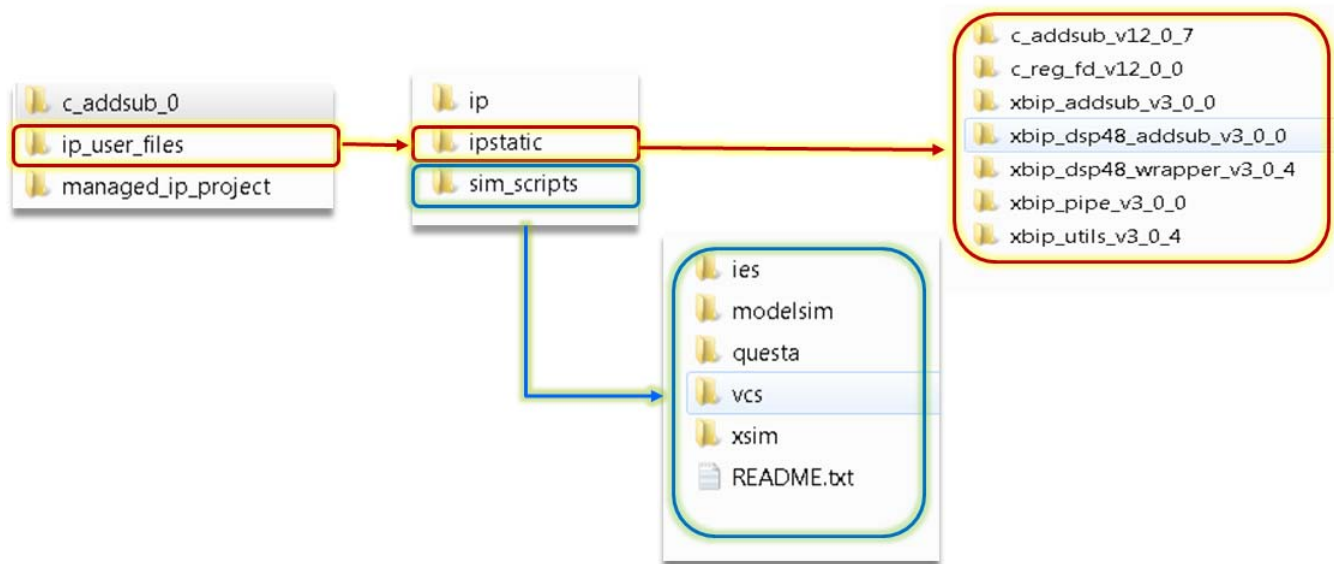 c_addsub_0
ip_user_files
managed_ip_project
ip
ipstatic
sim_scripts
c_addsub_v12_0_7
c_reg_fd_v12_0_0
xbip_addsub_v3_0_0
xbip_dsp48_addsub_v3_0_0
xbip_dsp48_wrapper_v3_0_4
xbip_pipe_v3_0_0
xbip_utils_v3_0_4
ies
modelsim
questa
vcs
xsim
README.txt